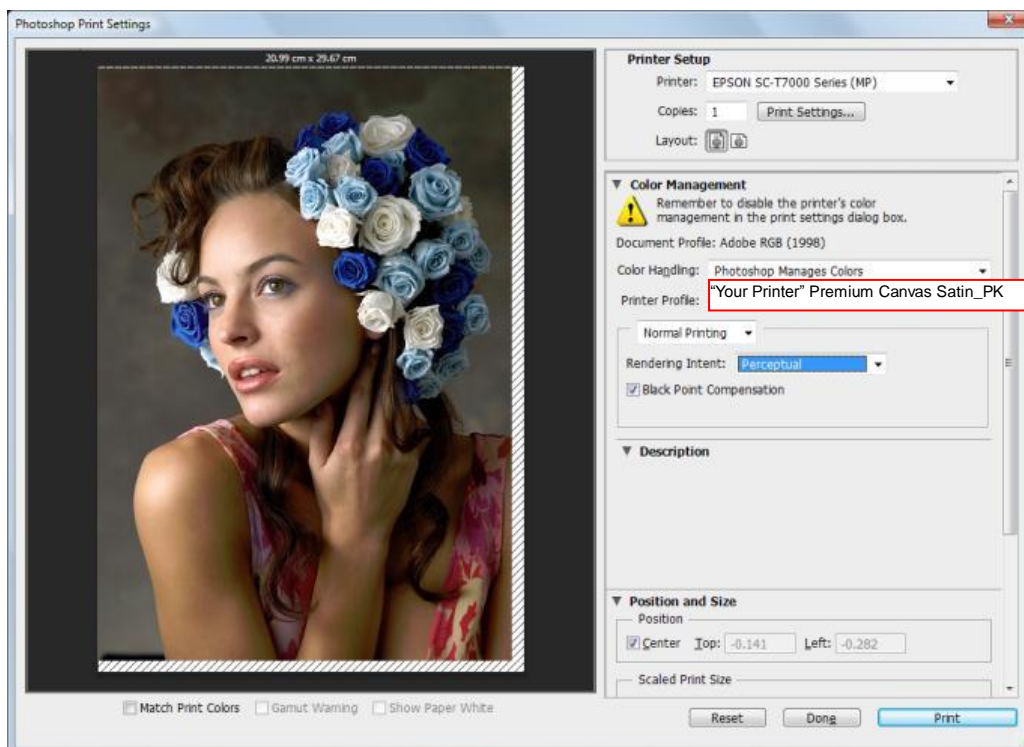 Photoshop Print Settings
20.99 cm x 29.67 cm
Printer Setup
Printer: EPSON SC-T7000 Series (MP)
Copies: 1 Print Settings...
Layout:
Color Management
Remember to disable the printer's color
management in the print settings dialog box.
Document Profile: Adobe RGB (1998)
Color Handling: Photoshop Manages Colors
Printer Profile: “Your Printer” Premium Canvas Satin_PK
Normal Printing
Rendering Intent: Perceptual
Black Point Compensation
Description
Position and Size
Position
Center Top: -0.141 Left: -0.282
Scaled Print Size
Match Print Colors Gamut Warning Show Paper White
Reset Done Print